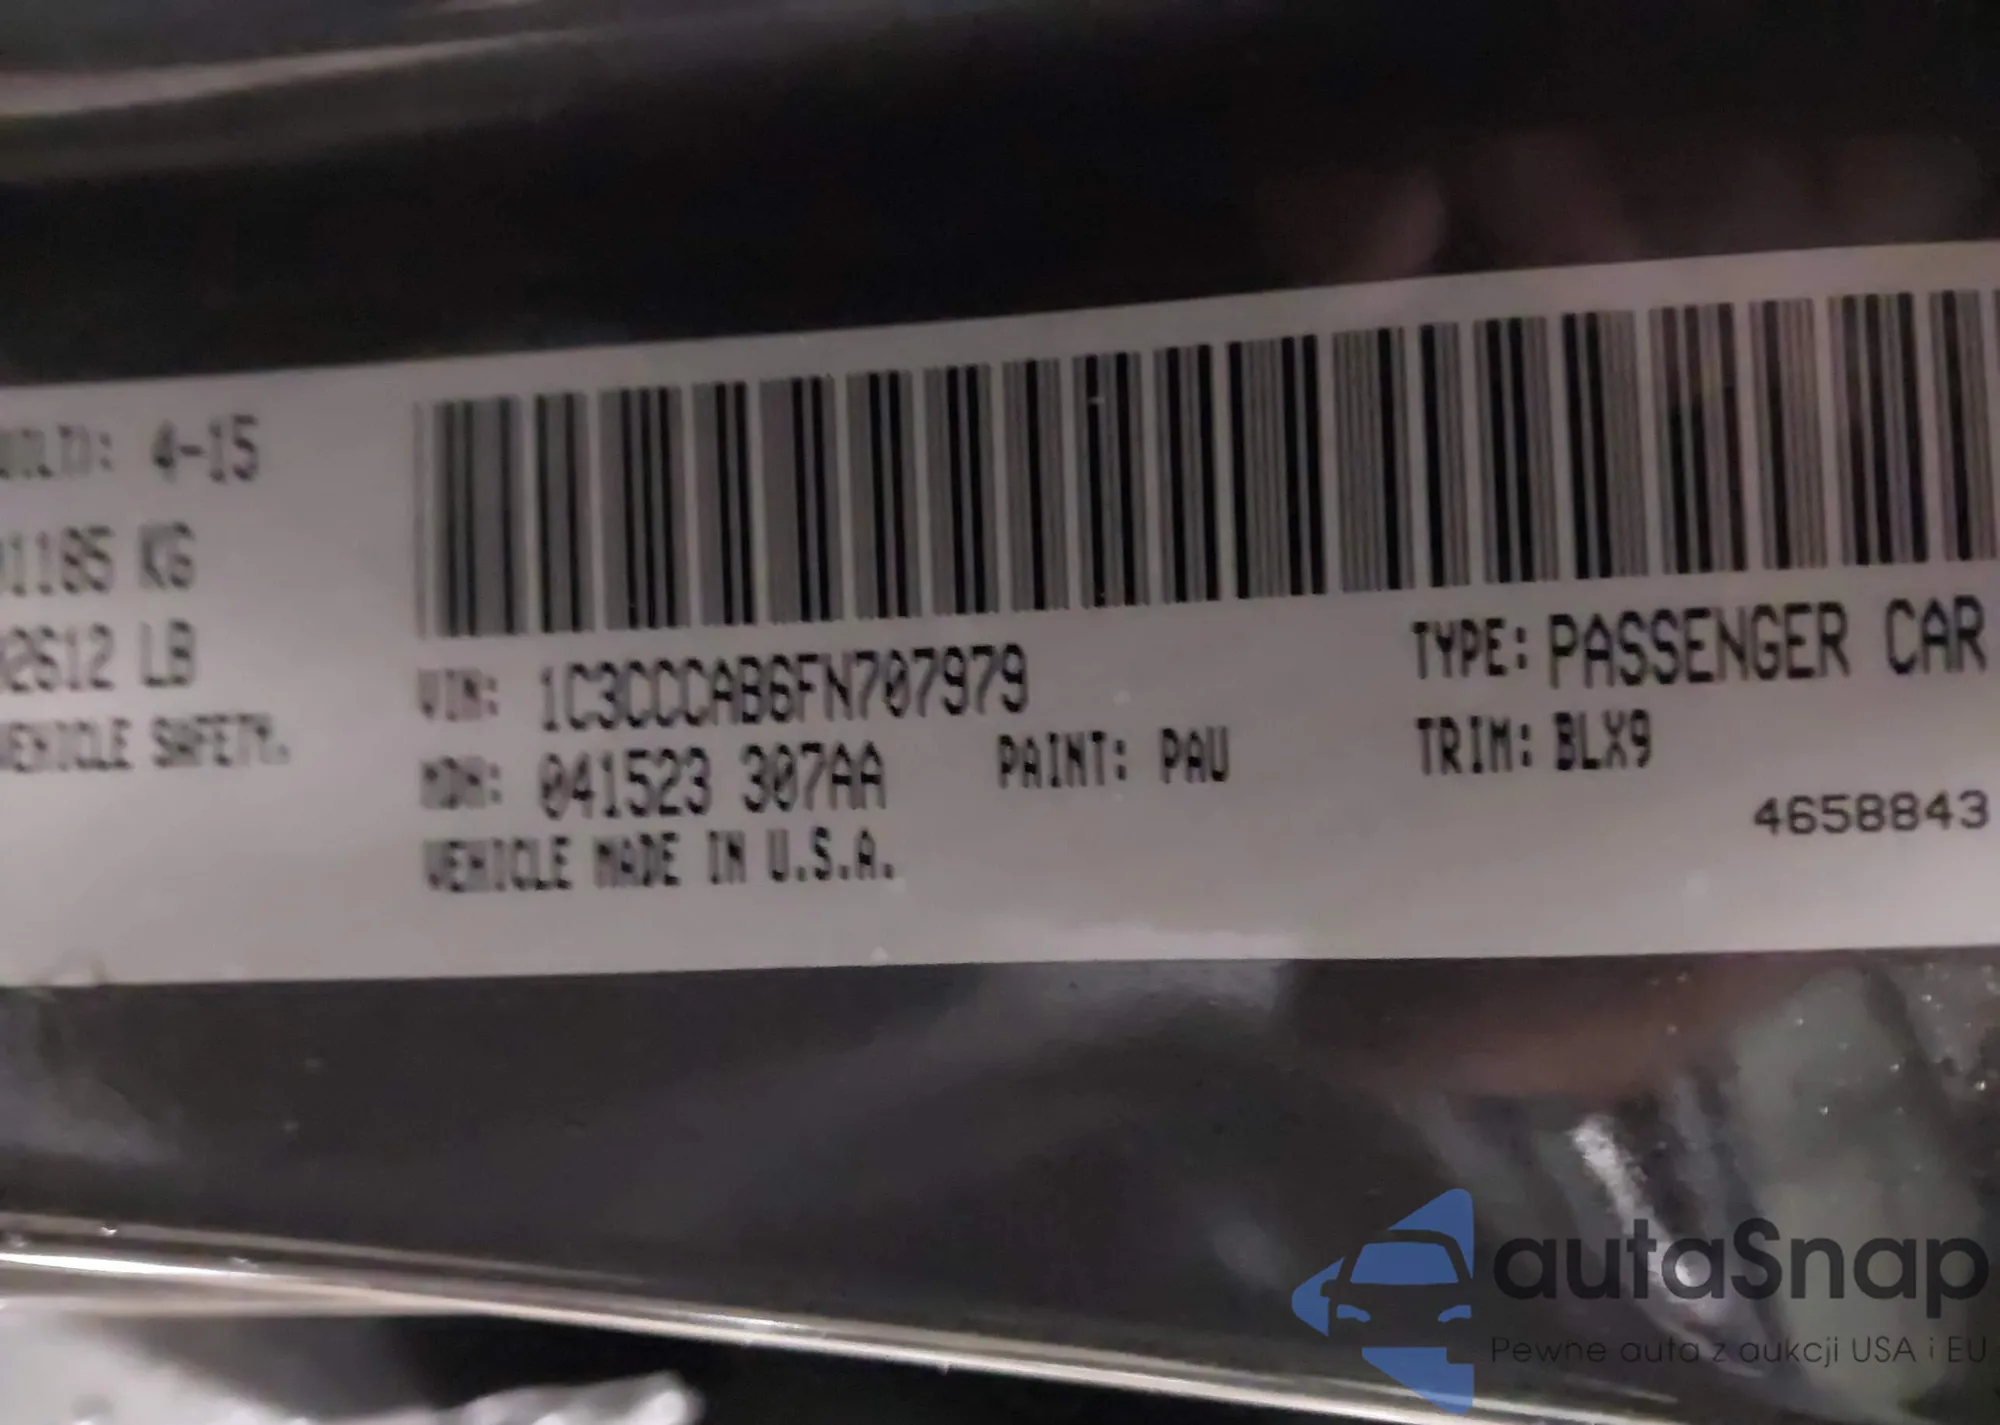 4-15
1185 KG
2612 LB
VEHICLE SAFETY.
VIN: 1C3CCCAB6FN707979
MDH: 041523 307AA
PAINT: PAU
VEHICLE MADE IN U.S.A.
TYPE: PASSENGER CAR
TRIM: BLX9
4658843
autaSnap
Pewne auta z aukcji USA i EU